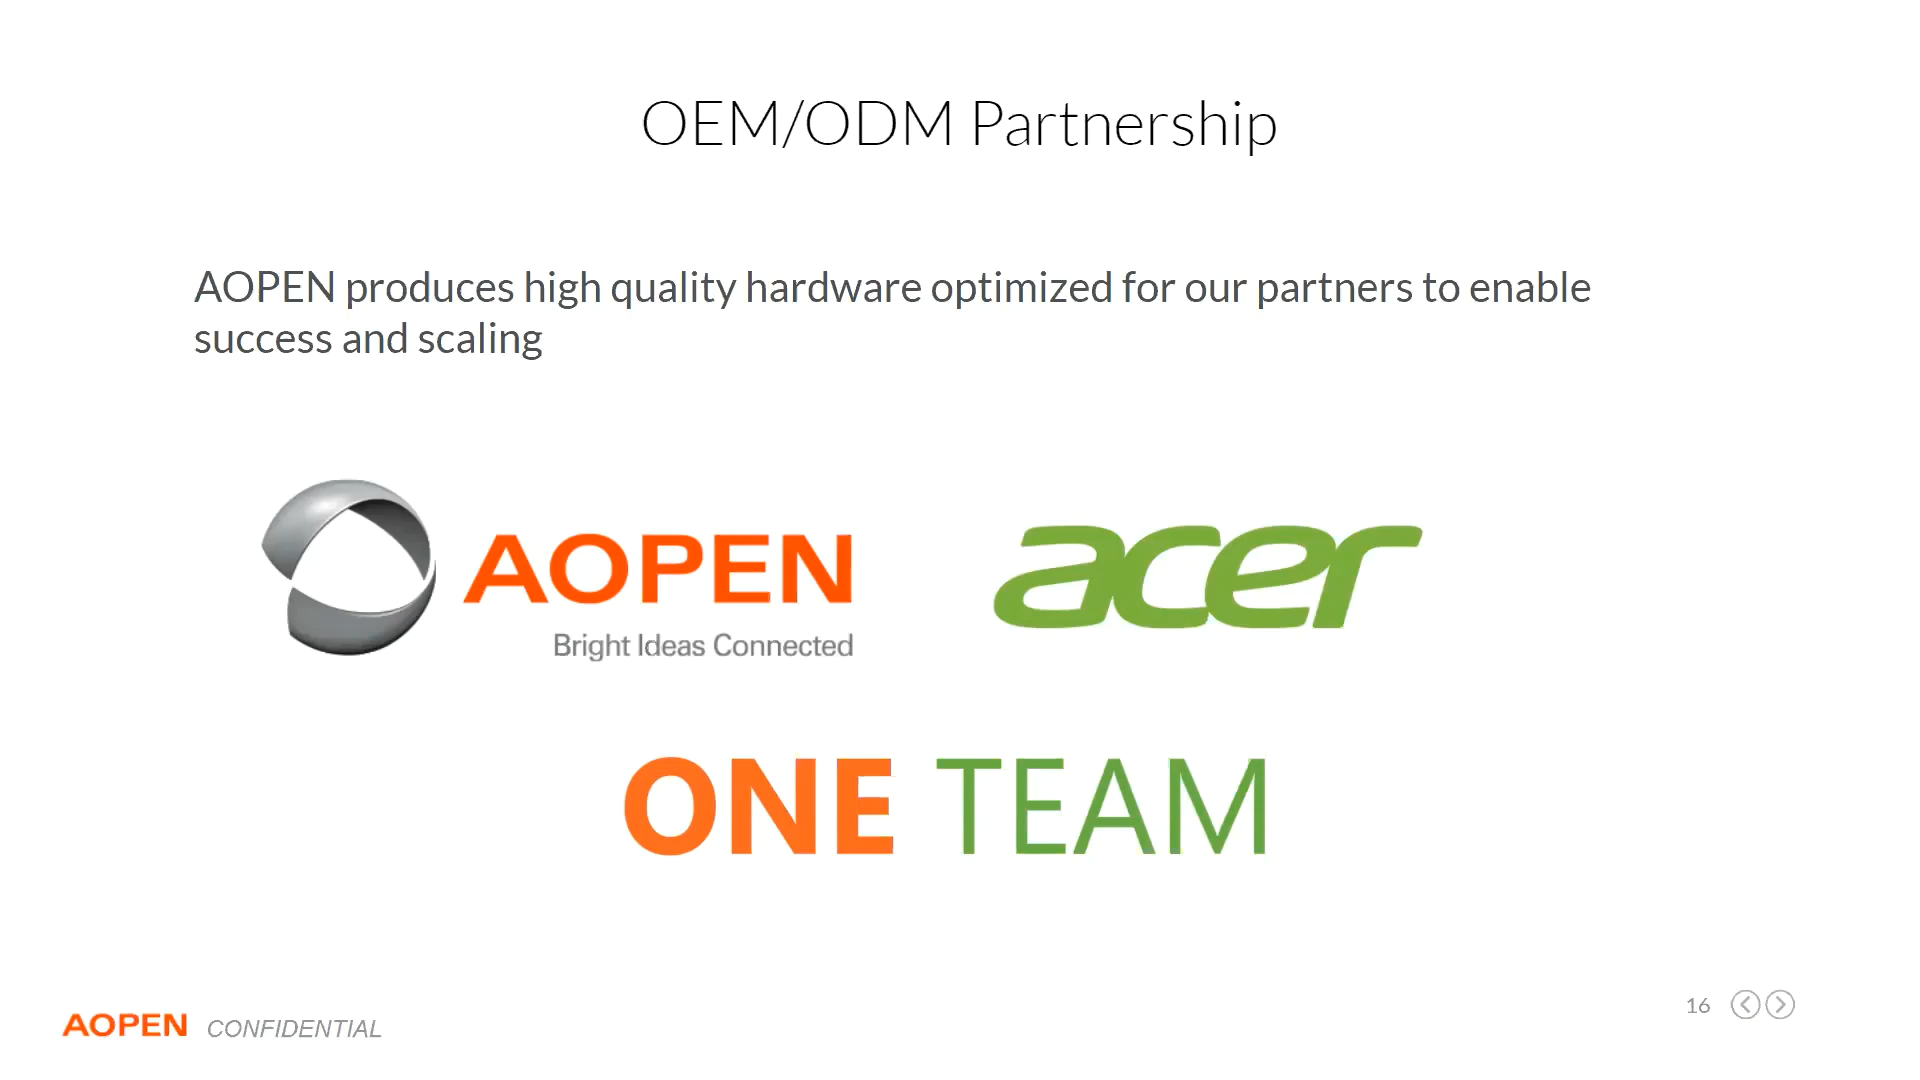 OEM/ODM Partnership
AOPEN produces high quality hardware optimized for our partners to enable
success and scaling
AOPEN
Bright Ideas Connected
acer
ONE TEAM
AOPEN CONFIDENTIAL
16